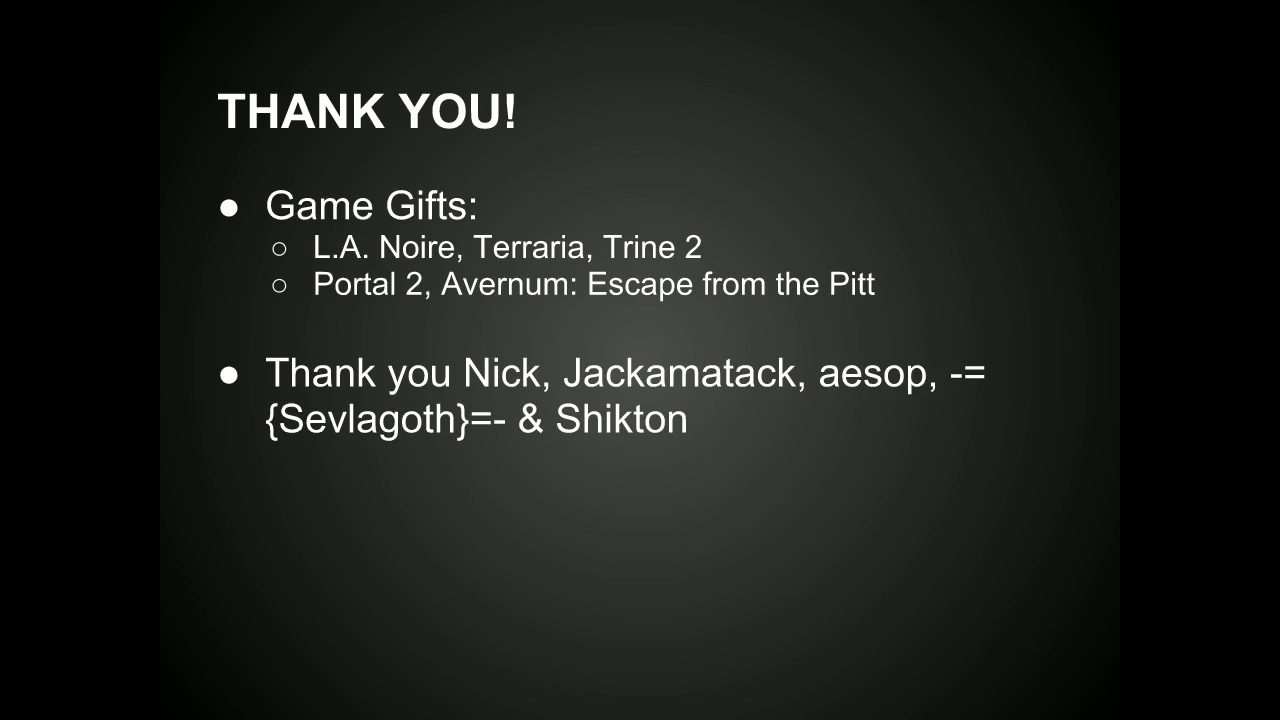 THANK YOU!
● Game Gifts:
○ L.A. Noire, Terraria, Trine 2
○ Portal 2, Avernum: Escape from the Pitt
● Thank you Nick, Jackamatack, aesop, -=
{Sevlagoth}=- & Shikton